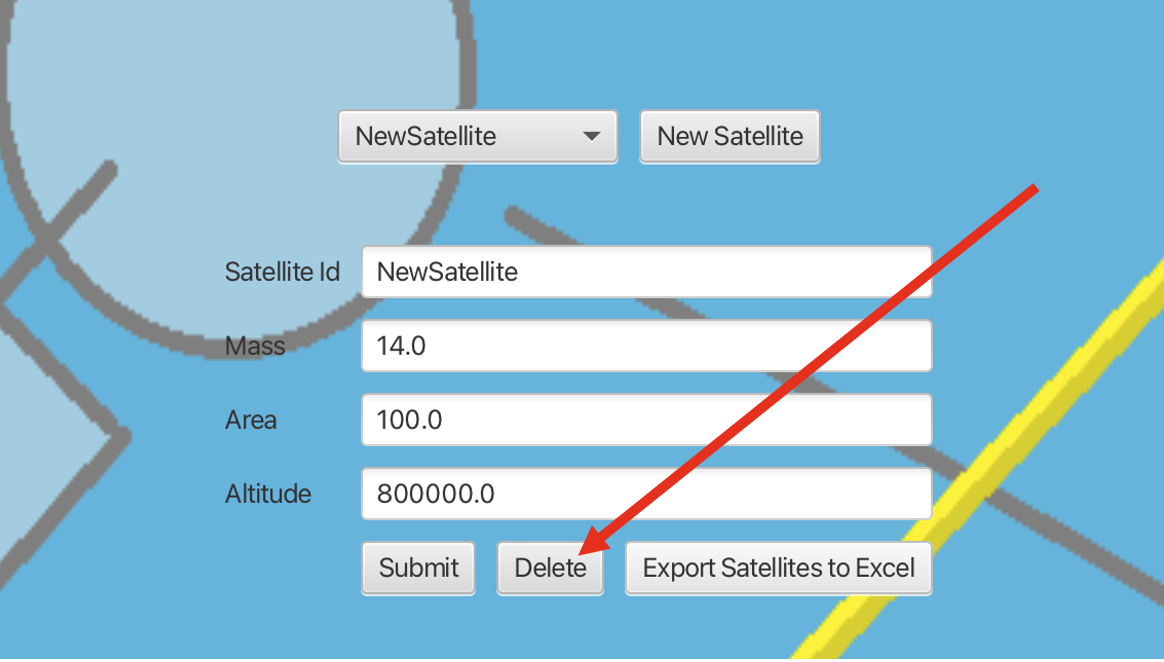 NewSatellite New Satellite
Satellite Id NewSatellite
Mass 14.0
Area 100.0
Altitude 800000.0
Submit Delete Export Satellites to Excel